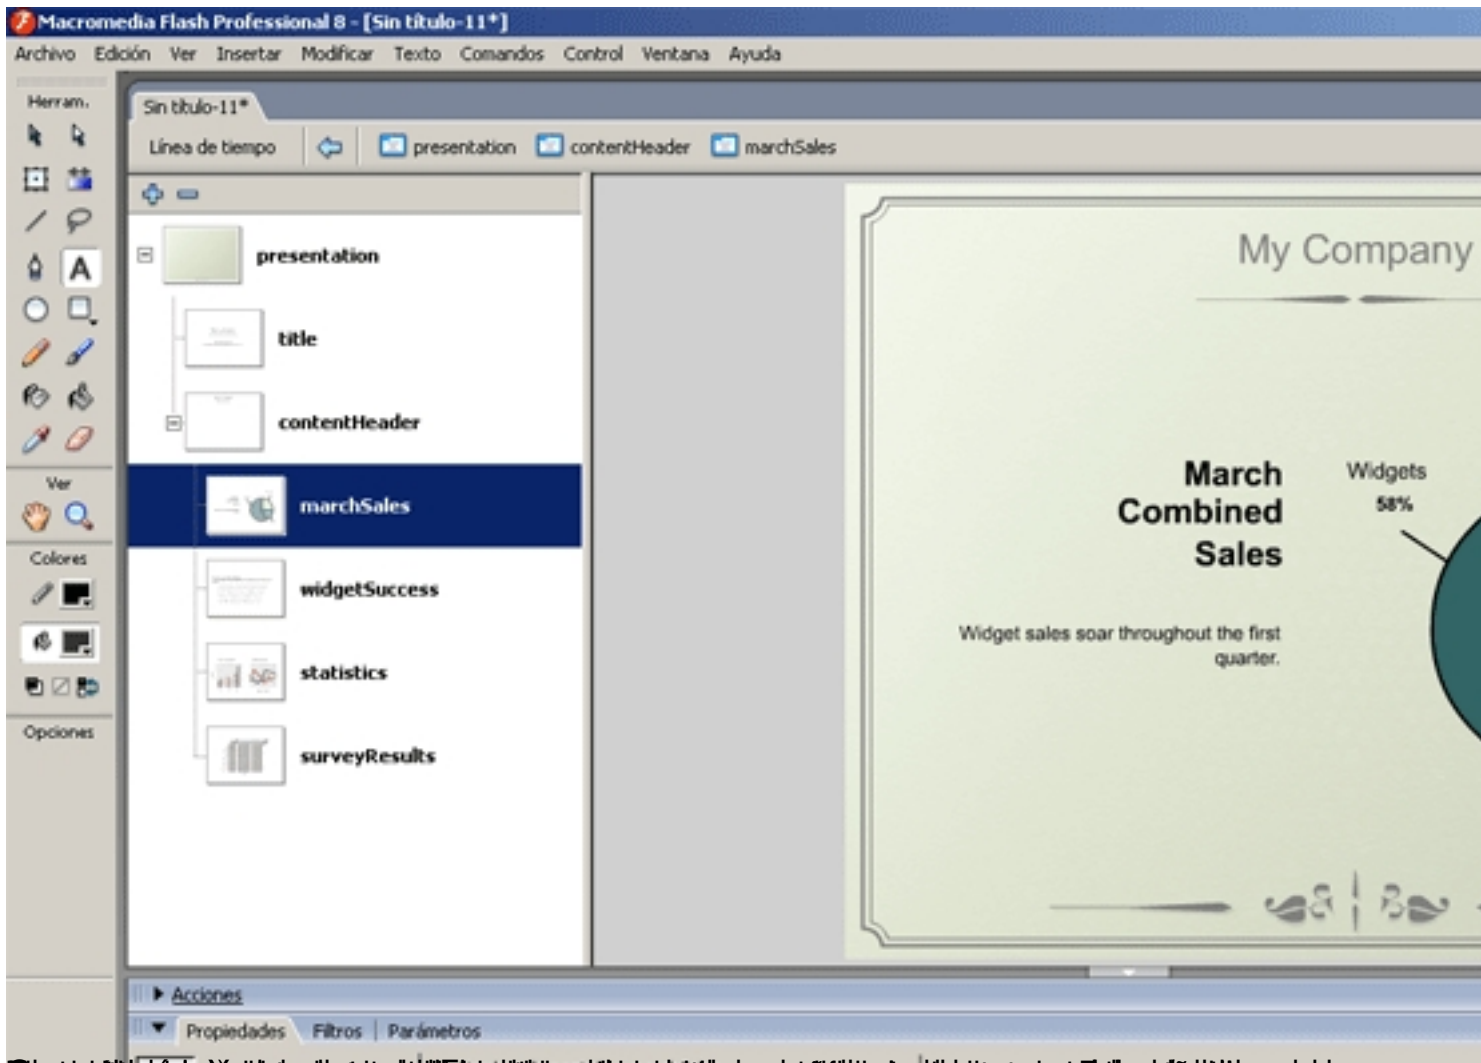 Macromedia Flash Professional 8 - [Sin título-11*]
Archivo Edición Ver Insertar Modificar Texto Comandos Control Ventana Ayuda
Herram.
Sin título-11*
Línea de tiempo presentation contentHeader marchSales
presentation
title
contentHeader
marchSales
widgetSuccess
statistics
surveyResults
A
Ver
Colores
Opciones
My Company
March
Combined
Sales
Widgets
58%
Widget sales soar throughout the first
quarter.
Acciones
Propiedades Filtros Parámetros